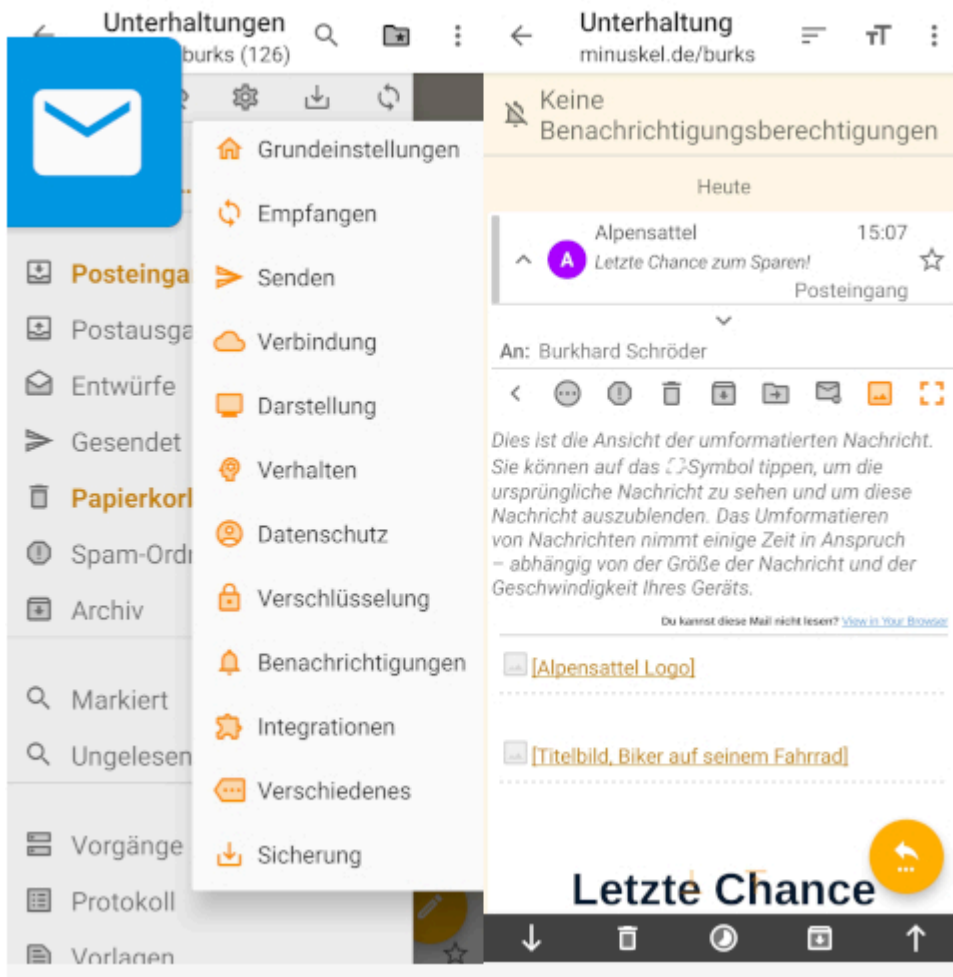 Unterhaltungen
burks (126)
Grundeinstellungen
Empfangen
Senden
Verbindung
Darstellung
Verhalten
Datenschutz
Verschlüsselung
Benachrichtigungen
Integrationen
Verschiedenes
Sicherung
Posteinga
Postausga
Entwürfe
Gesendet
Papierkorl
Spam-Ordn
Archiv
Markiert
Ungelesen
Vorgänge
Protokoll
Vorlagen
Unterhaltung
minuskel.de/burks
Keine
Benachrichtigungsberechtigungen
Heute
Alpensattel 15:07
A
Letzte Chance zum Sparen!
Posteingang
An: Burkhard Schröder
Dies ist die Ansicht der umformatierten Nachricht.
Sie können auf das Symbol tippen, um die
ursprüngliche Nachricht zu sehen und um diese
Nachricht auszublenden. Das Umformatieren
von Nachrichten nimmt einige Zeit in Anspruch
– abhängig von der Größe der Nachricht und der
Geschwindigkeit Ihres Geräts.
Du kannst diese Mail nicht lesen? View in Your Browser
[Alpensattel Logo]
[Titelbild, Biker auf seinem Fahrrad]
Letzte Chance